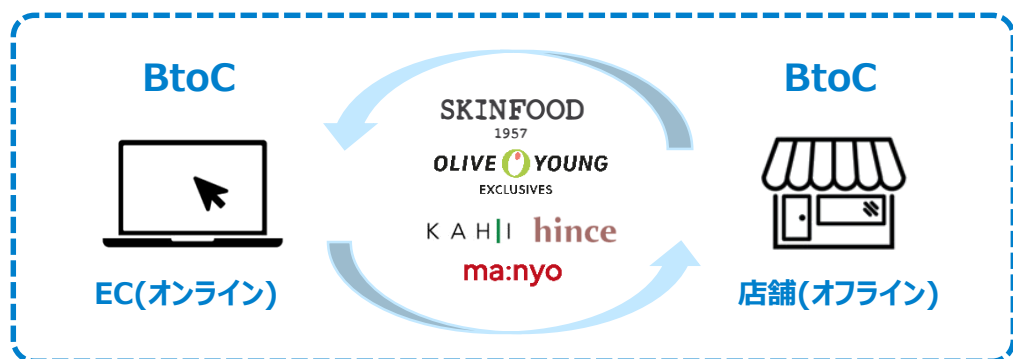 BtoC
EC(オンライン)
SKINFOOD
1957
OLIVE YOUNG
EXCLUSIVES
KAHI hince
ma:nyo
BtoC
店舗(オフライン)